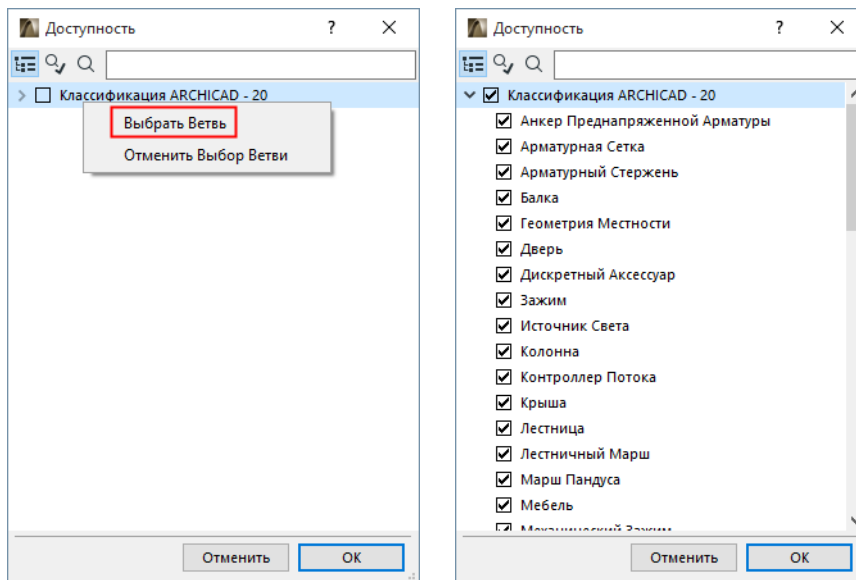 Доступность
?
Классификация ARCHICAD - 20
Выбрать Ветвь
Отменить Выбор Ветви
Отменить
OK
Доступность
?
Классификация ARCHICAD - 20
Анкер Преднапряженной Арматуры
Арматурная Сетка
Арматурный Стержень
Балка
Геометрия Местности
Дверь
Дискретный Аксессуар
Зажим
Источник Света
Колонна
Контроллер Потока
Крыша
Лестница
Лестничный Марш
Марш Пандуса
Мебель
Механический Зажим
Отменить
OK